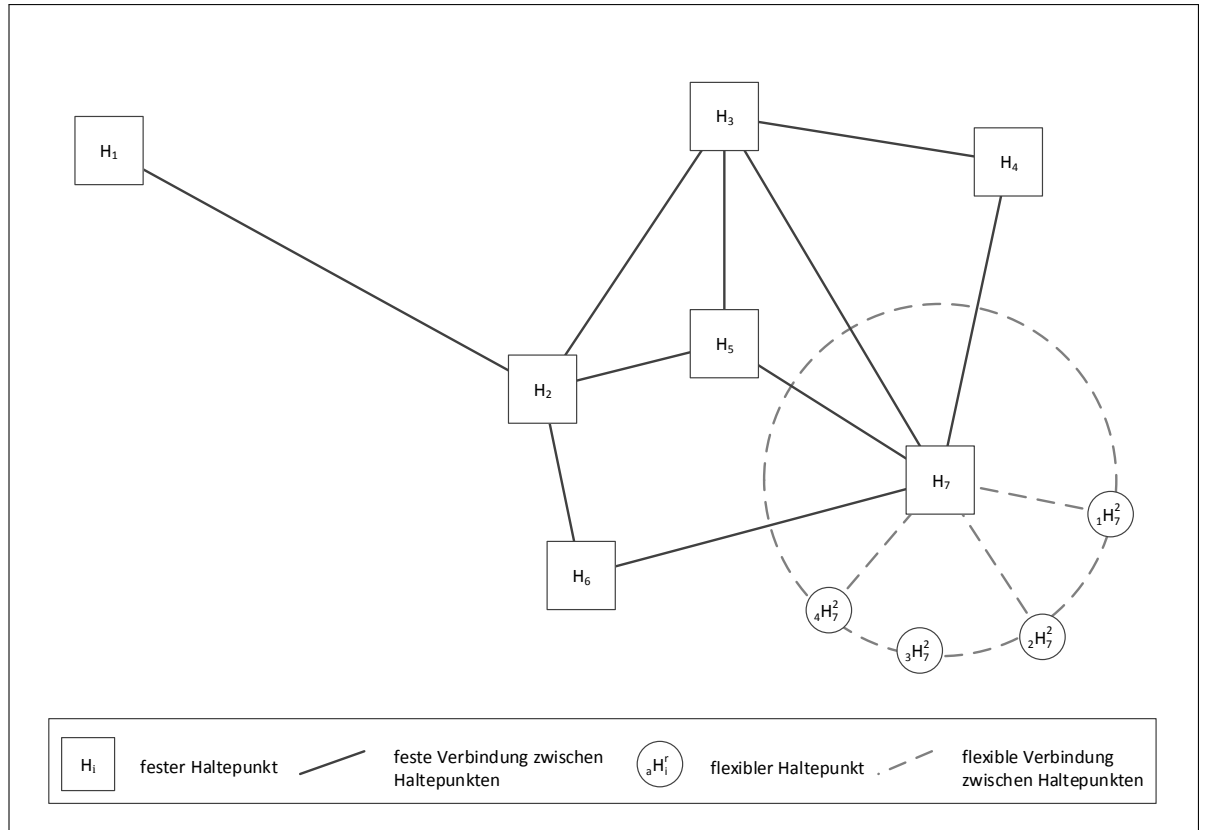 H₃
H₁
H₄
H₅
H₂
H₇
₁H₇²
H₆
₄H₇²
₂H₇²
₃H₇²
Hᵢ
fester Haltepunkt
feste Verbindung zwischen
Haltepunkten
ₐHᵢʳ
flexibler Haltepunkt
flexible Verbindung
zwischen Haltepunkten